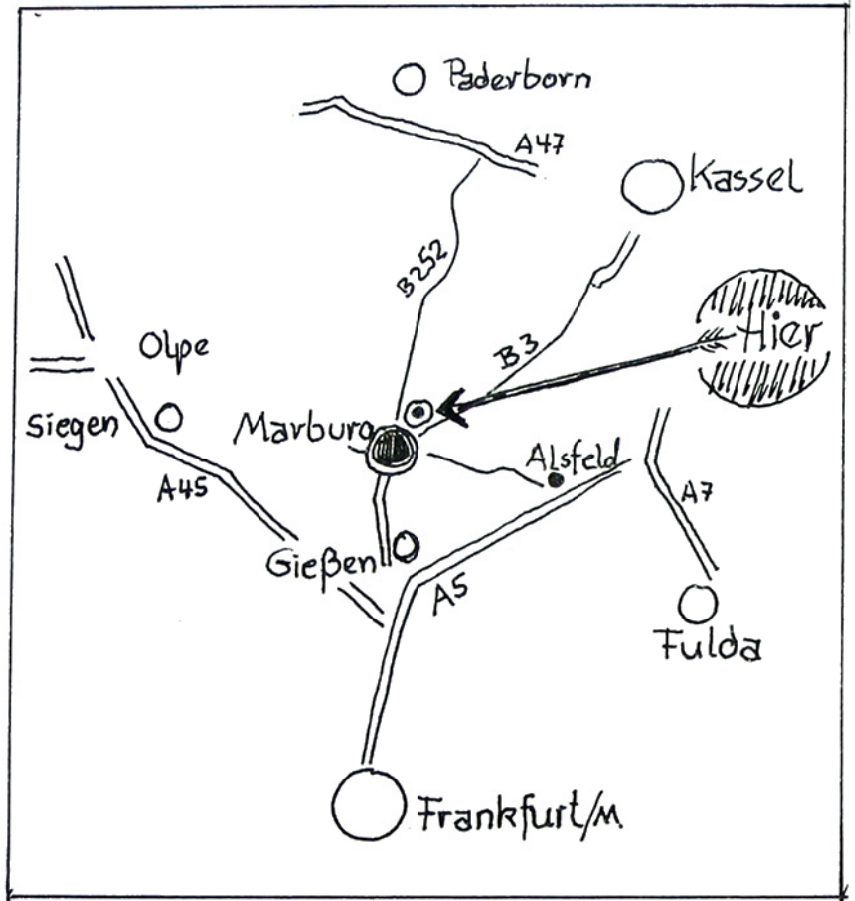 Paderborn
A47
Kassel
B252
Hier
B3
Olpe
Siegen
Marburg
Alsfeld
A45
A7
Gießen
A5
Fulda
Frankfurt/M.